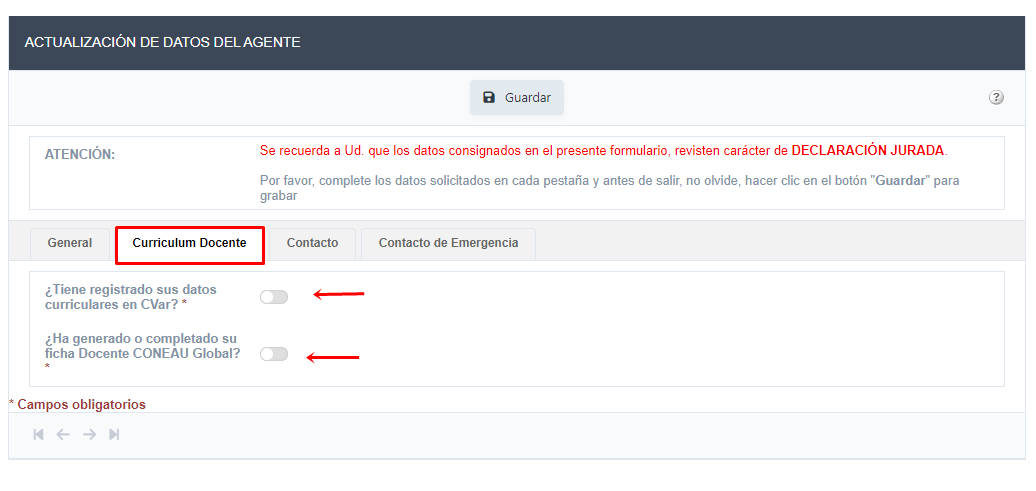 ACTUALIZACIÓN DE DATOS DEL AGENTE
Guardar
?
ATENCIÓN:
Se recuerda a Ud. que los datos consignados en el presente formulario, revisten carácter de DECLARACIÓN JURADA.
Por favor, complete los datos solicitados en cada pestaña y antes de salir, no olvide, hacer clic en el botón "Guardar" para
grabar
General
Curriculum Docente
Contacto
Contacto de Emergencia
¿Tiene registrado sus datos
curriculares en CVar? *
¿Ha generado o completado su
ficha Docente CONEAU Global?
*
* Campos obligatorios